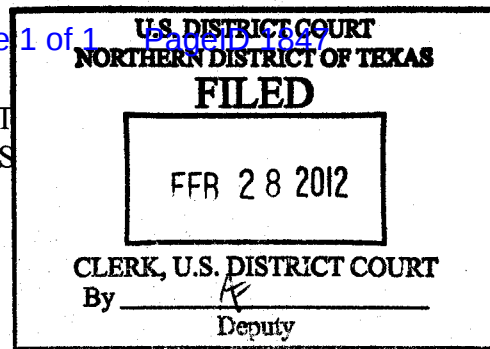 e 1 of 1 PageID 1847
U.S. DISTRICT COURT
NORTHERN DISTRICT OF TEXAS
FILED
FEB 28 2012
CLERK, U.S. DISTRICT COURT
By
Deputy